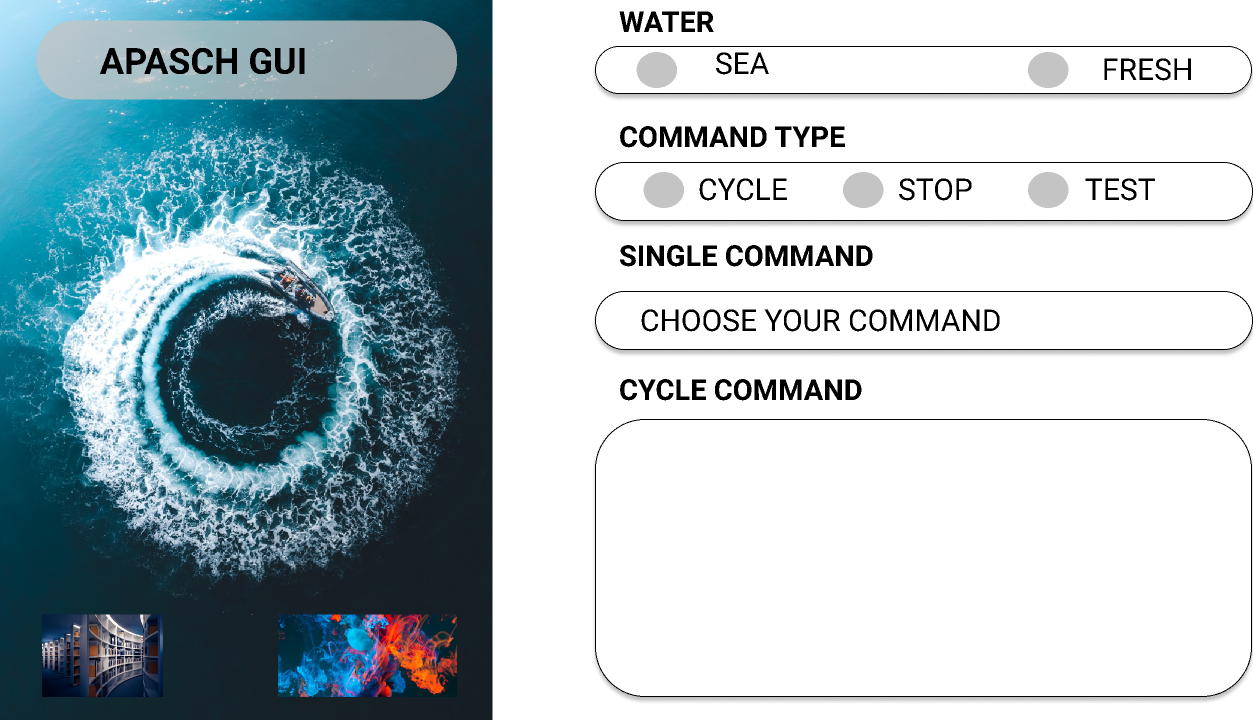 APASCH GUI
WATER
SEA
FRESH
COMMAND TYPE
CYCLE
STOP
TEST
SINGLE COMMAND
CHOOSE YOUR COMMAND
CYCLE COMMAND